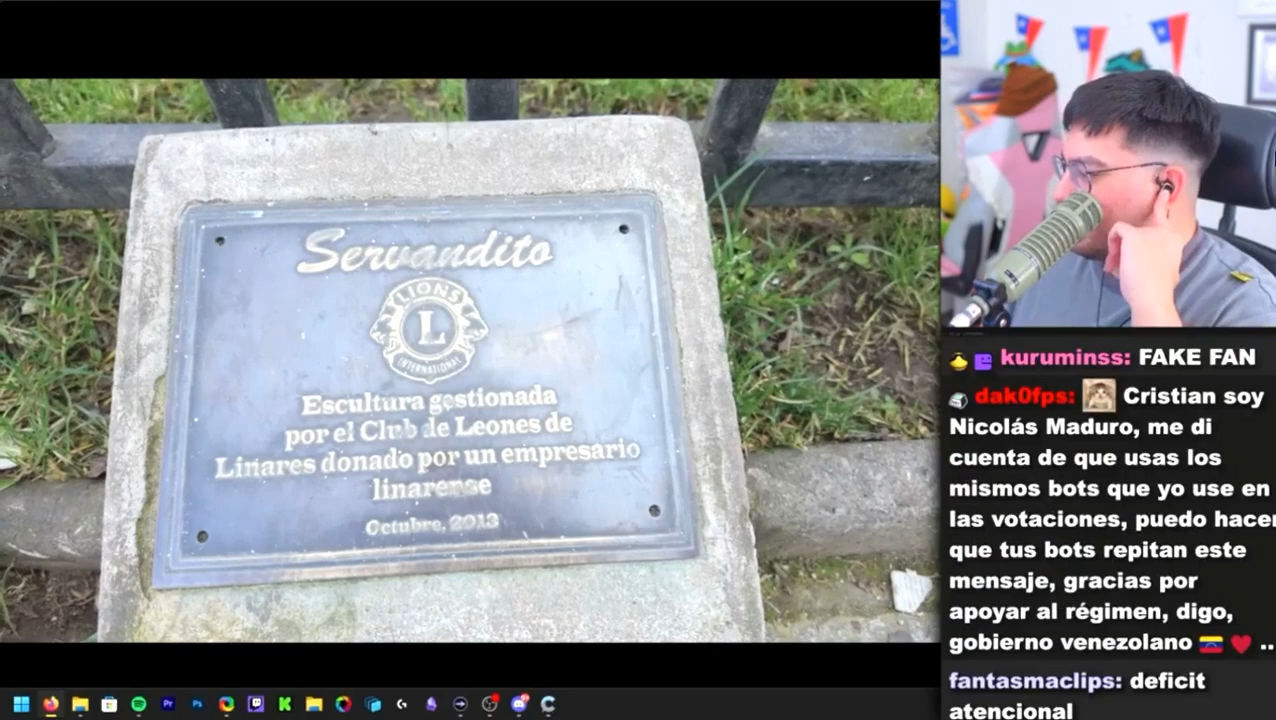 Servandito
LIONS
L
INTERNATIONAL
Escultura gestionada
por el Club de Leones de
Linares donado por un empresario
linarense
Octubre, 2013
kuruminss: FAKE FAN
dak0fps: Cristian soy
Nicolás Maduro, me di
cuenta de que usas los
mismos bots que yo use en
las votaciones, puedo hacer
que tus bots repitan este
mensaje, gracias por
apoyar al régimen, digo,
gobierno venezolano 🇻🇪 ♥ ..
fantasmaclips: deficit
atencional